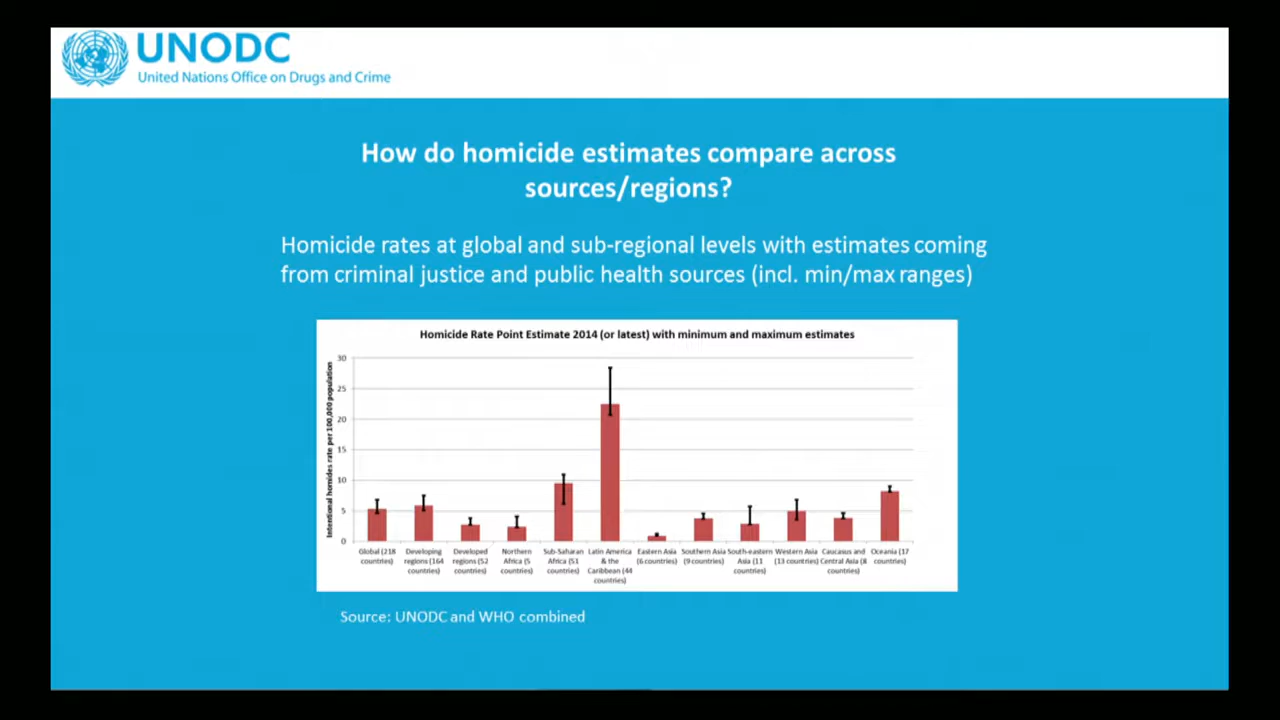 UNODC
United Nations Office on Drugs and Crime
How do homicide estimates compare across
sources/regions?
Homicide rates at global and sub-regional levels with estimates coming
from criminal justice and public health sources (incl. min/max ranges)
Homicide Rate Point Estimate 2014 (or latest) with minimum and maximum estimates
Intentional homides rate per 100,000 population
30
25
20
15
10
5
0
Global (218
countries)
Developing
regions (164
countries)
Developed
regions (52
countries)
Northern
Africa (5
countries)
Sub-Saharan
Africa (51
countries)
Latin America
& the
Caribbean (44
countries)
Eastern Asia
(6 countries)
Southern Asia
(9 countries)
South-eastern
Asia (11
countries)
Western Asia
(13 countries)
Caucasus and
Central Asia (8
countries)
Oceania (17
countries)
Source: UNODC and WHO combined